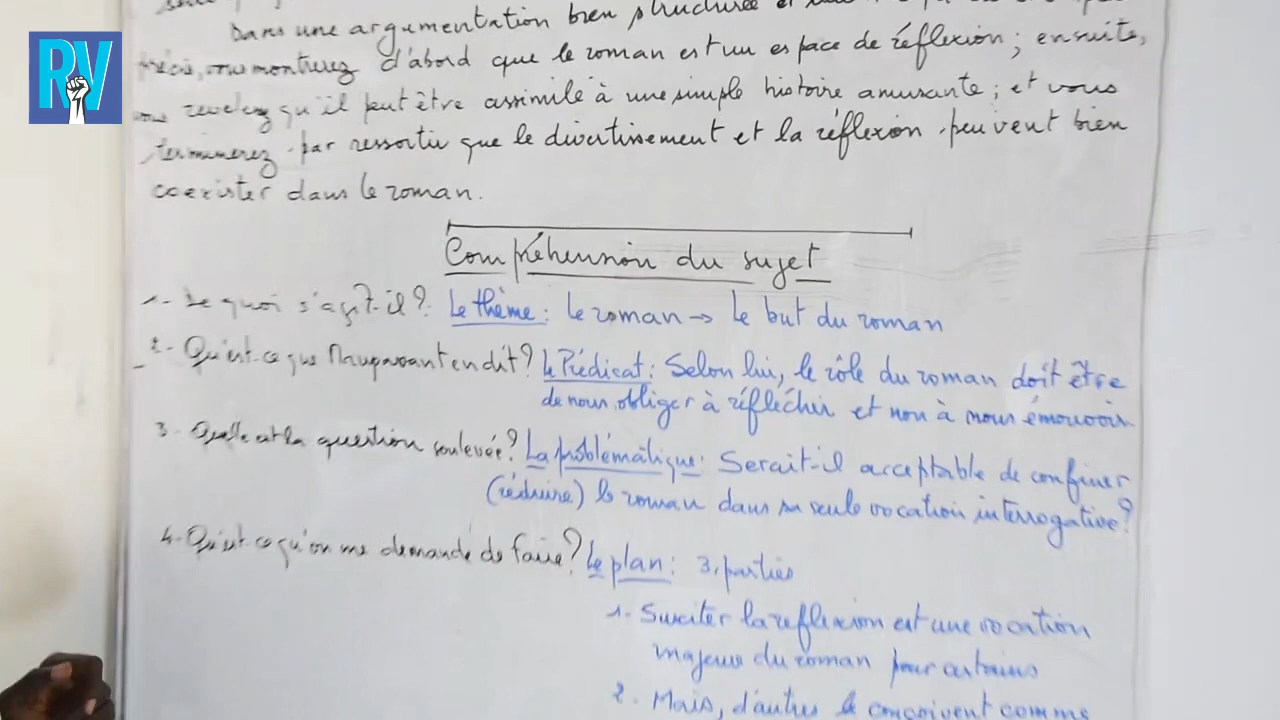 RV
Dans une argumentation bien structurée et
précis, vous montrerez d'abord que le roman est un espace de réflexion ; ensuite,
vous revelez qu'il peut être assimilé à une simple histoire amusante ; et vous
terminerez par ressortir que le divertissement et la réflexion peuvent bien
coexister dans le roman.
Compréhension du sujet
1.- De quoi s'agit-il ? Le thème : le roman → le but du roman
2- Qu'est-ce que Maupassant en dit ? Le Prédicat : Selon lui, le rôle du roman doit être
de nous obliger à réfléchir et non à nous émouvoir
3- Quelle est la question soulevée ? La problématique : Serait-il acceptable de confiner
(réduire) le roman dans sa seule vocation interrogative ?
4- Qu'est-ce qu'on me demande de faire ? Le plan : 3 parties
1- Susciter la réflexion est une vocation
majeure du roman pour certains
2- Mais, d'autres le conçoivent comme